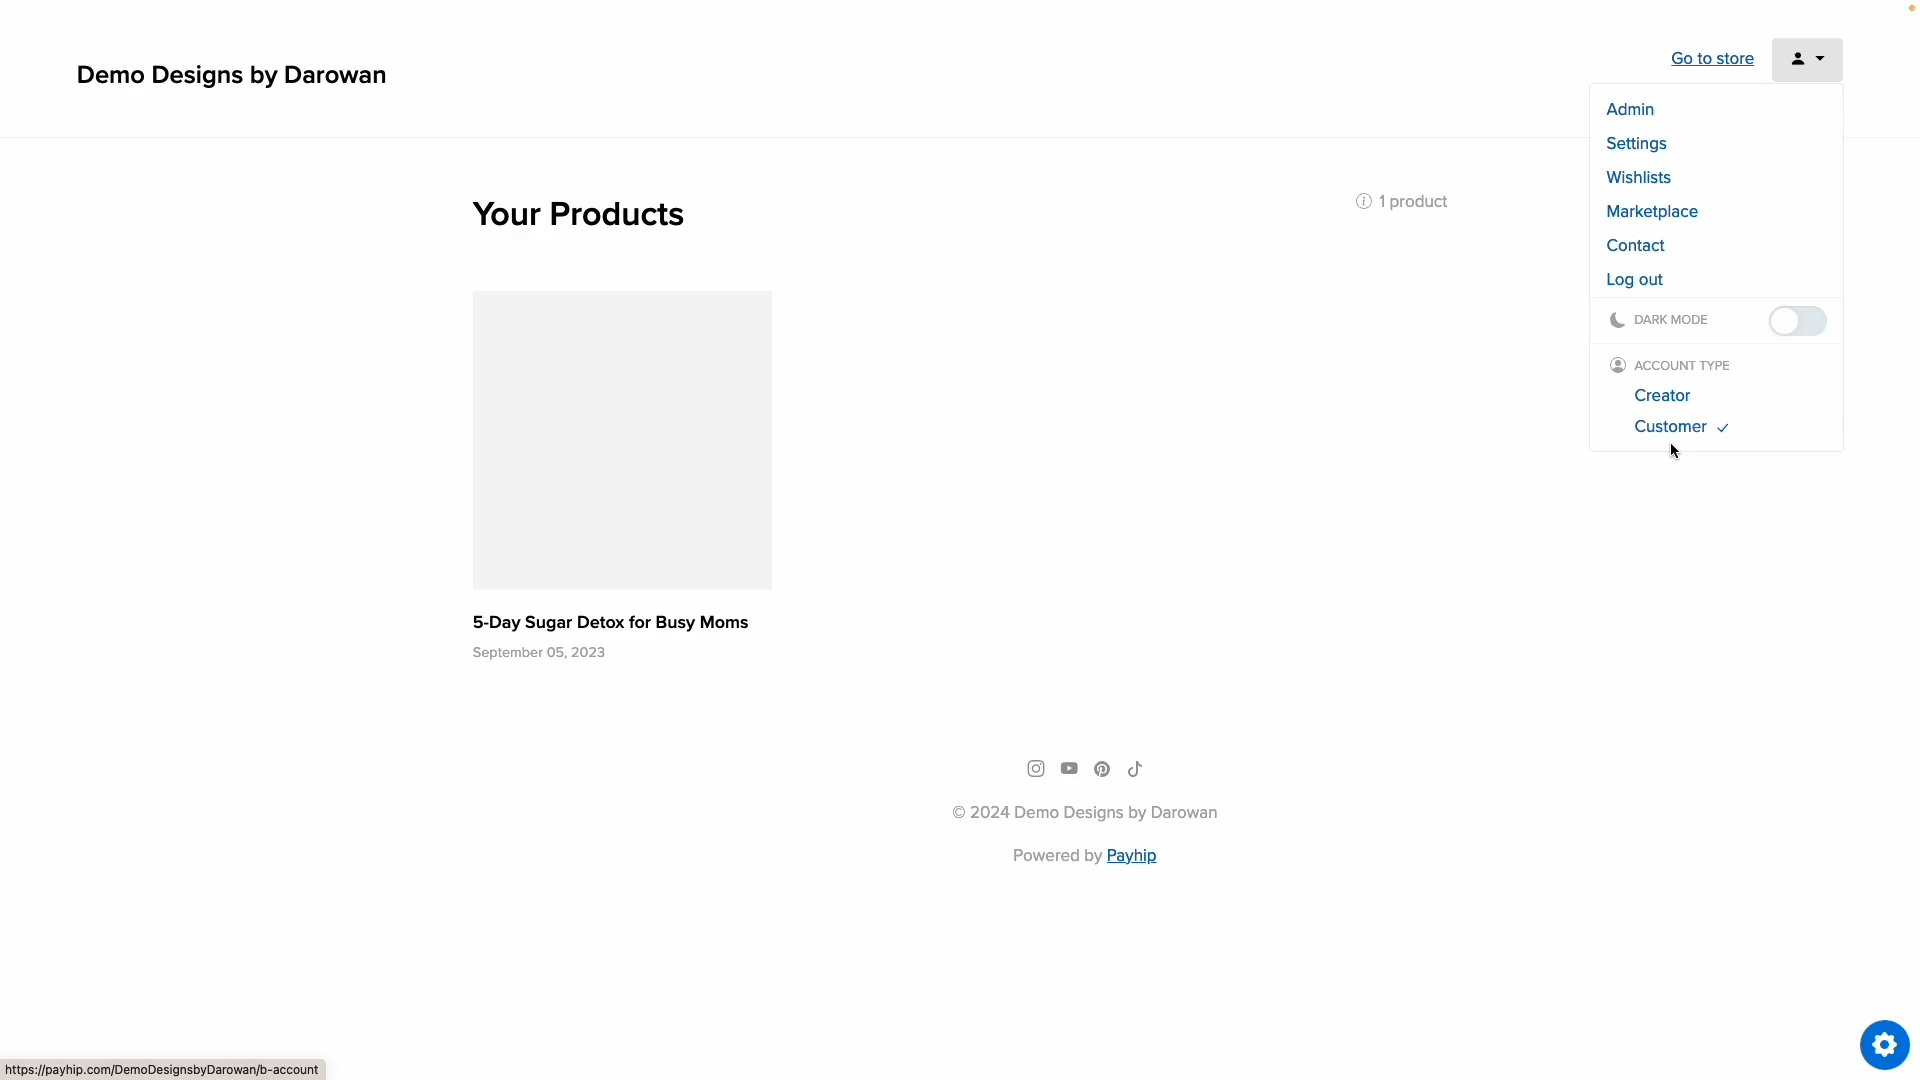 Demo Designs by Darowan
Go to store
Admin
Settings
Wishlists
Marketplace
Contact
Log out
DARK MODE
ACCOUNT TYPE
Creator
Customer
Your Products
1 product
5-Day Sugar Detox for Busy Moms
September 05, 2023
© 2024 Demo Designs by Darowan
Powered by Payhip
https://payhip.com/DemoDesignsbyDarowan/b-account